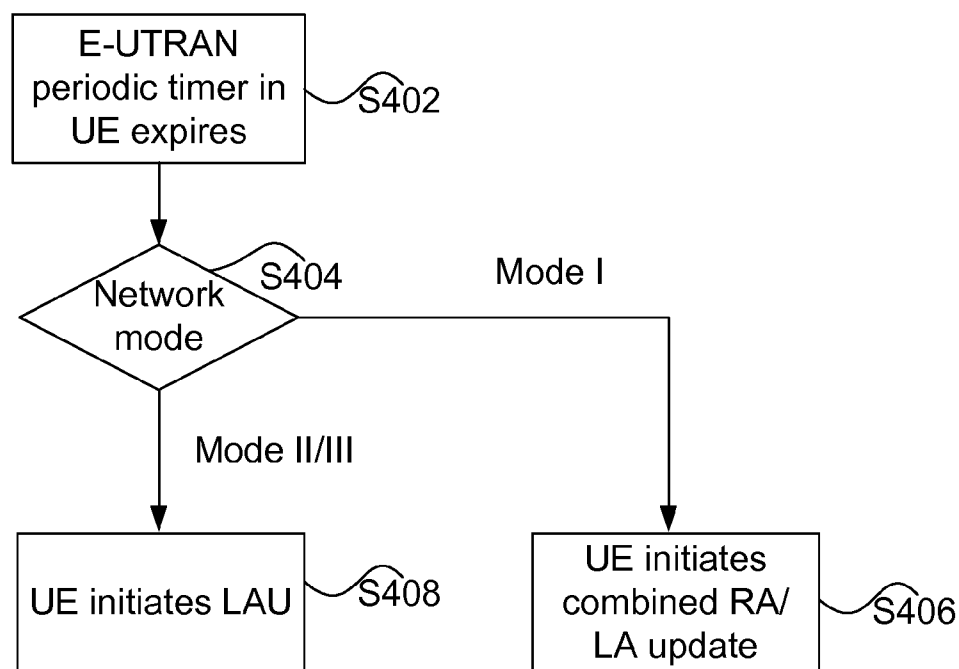 E-UTRAN
periodic timer in
UE expires
S402
S404
Network
mode
Mode I
Mode II/III
UE initiates LAU
S408
UE initiates
combined RA/
LA update
S406